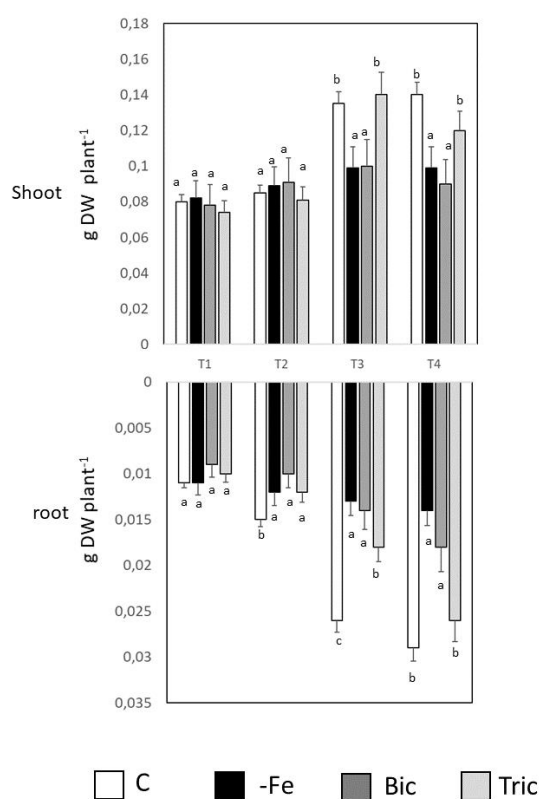 0,18
0,16
0,14
0,12
0,1
0,08
0,06
0,04
0,02
0
Shoot
g DW plant-1
b b b b
a a a a a a a a a a a a
T1 T2 T3 T4
0
0,005
0,01
0,015
0,02
0,025
0,03
0,035
root
g DW plant-1
a a a a
b a a a
c a a b
b a a b
C -Fe Bic Tric